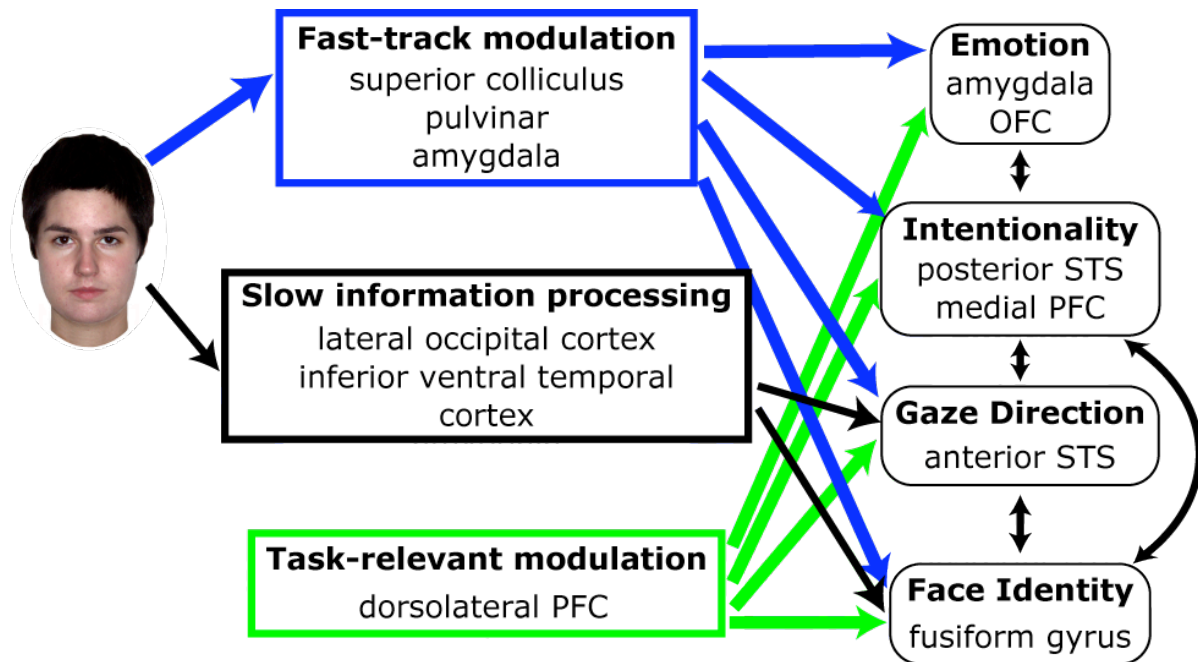 Fast-track modulation
superior colliculus
pulvinar
amygdala
Slow information processing
lateral occipital cortex
inferior ventral temporal
cortex
Task-relevant modulation
dorsolateral PFC
Emotion
amygdala
OFC
Intentionality
posterior STS
medial PFC
Gaze Direction
anterior STS
Face Identity
fusiform gyrus